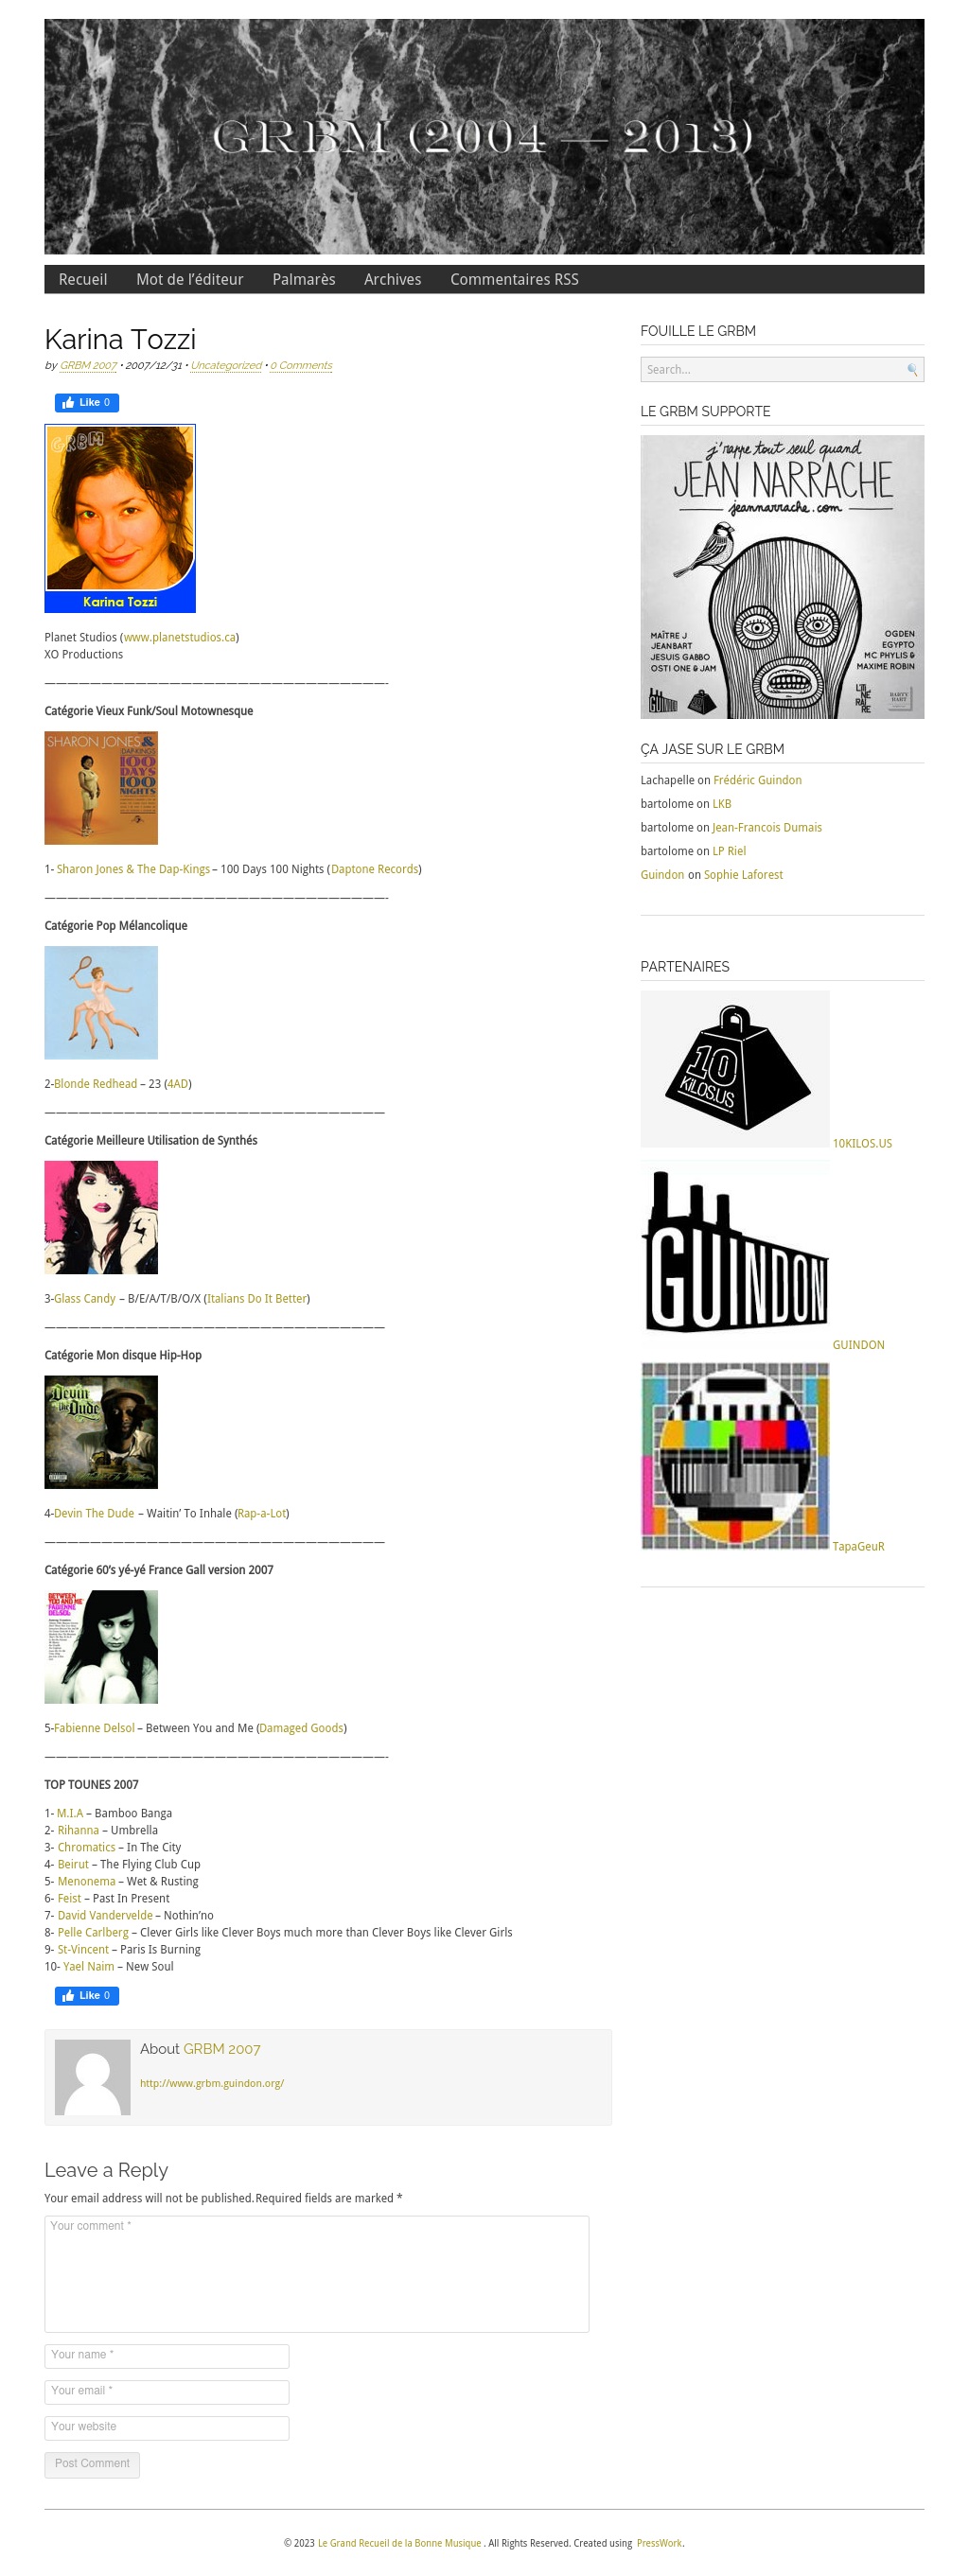 GRBM (2004 — 2013)
Recueil Mot de l'éditeur Palmarès Archives Commentaires RSS
Karina Tozzi
by GRBM 2007 • 2007/12/31 • Uncategorized • 0 Comments
Like 0
GRBM
Karina Tozzi
Planet Studios (www.planetstudios.ca)
XO Productions
——————————————————————————————-
Catégorie Vieux Funk/Soul Motownesque
SHARON JONES &
DAP-KINGS
100
DAYS
100
NIGHTS
1- Sharon Jones & The Dap-Kings – 100 Days 100 Nights (Daptone Records)
——————————————————————————————-
Catégorie Pop Mélancolique
2-Blonde Redhead – 23 (4AD)
——————————————————————————————
Catégorie Meilleure Utilisation de Synthés
3-Glass Candy – B/E/A/T/B/O/X (Italians Do It Better)
——————————————————————————————
Catégorie Mon disque Hip-Hop
Devin
The Dude
4-Devin The Dude – Waitin' To Inhale (Rap-a-Lot)
——————————————————————————————
Catégorie 60's yé-yé France Gall version 2007
BETWEEN
YOU AND ME
FABIENNE
DELSOL
5-Fabienne Delsol – Between You and Me (Damaged Goods)
——————————————————————————————-
TOP TOUNES 2007
1- M.I.A – Bamboo Banga
2- Rihanna – Umbrella
3- Chromatics – In The City
4- Beirut – The Flying Club Cup
5- Menonema – Wet & Rusting
6- Feist – Past In Present
7- David Vandervelde – Nothin'no
8- Pelle Carlberg – Clever Girls like Clever Boys much more than Clever Boys like Clever Girls
9- St-Vincent – Paris Is Burning
10- Yael Naim – New Soul
Like 0
About GRBM 2007
http://www.grbm.guindon.org/
Leave a Reply
Your email address will not be published.Required fields are marked *
Your comment *
Your name *
Your email *
Your website
Post Comment
FOUILLE LE GRBM
Search...
LE GRBM SUPPORTE
j'rappe tout seul quand
JEAN NARRACHE
jeannarrache.com
MAÎTRE J
JEANBART
JESUIS GABBO
OSTI ONE & JAM
OGDEN
EGYPTO
MC PHYLIS &
MAXIME ROBIN
GUINDON
L'ITI
NÉ
RAI
RE
ÇA JASE SUR LE GRBM
Lachapelle on Frédéric Guindon
bartolome on LKB
bartolome on Jean-Francois Dumais
bartolome on LP Riel
Guindon on Sophie Laforest
PARTENAIRES
10
KILOS.US
10KILOS.US
GUINDON
GUINDON
TapaGeuR
© 2023 Le Grand Recueil de la Bonne Musique . All Rights Reserved. Created using PressWork.